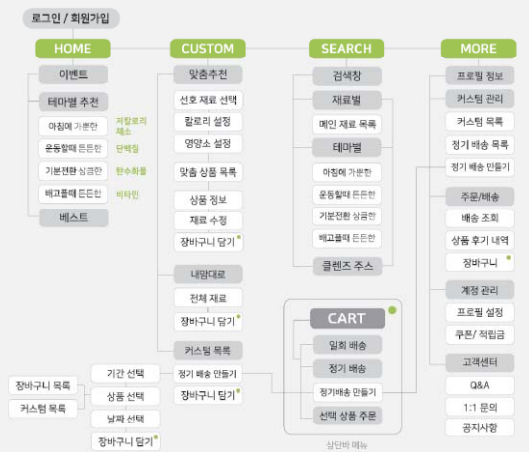 로그인 / 회원가입
HOME
이벤트
테마별 추천
아침에 가뿐한
저칼로리
채소
운동할때 든든한
단백질
기분전환 상큼한
탄수화물
배고플때 든든한
비타민
베스트
CUSTOM
맞춤추천
선호 재료 선택
칼로리 설정
영양소 설정
맞춤 상품 목록
상품 정보
재료 수정
장바구니 담기
내맘대로
전체 재료
장바구니 담기
커스텀 목록
정기 배송 만들기
장바구니 담기
기간 선택
상품 선택
날짜 선택
장바구니 담기
장바구니 목록
커스텀 목록
SEARCH
검색창
재료별
메인 재료 목록
테마별
아침에 가뿐한
운동할때 든든한
기분전환 상큼한
배고플때 든든한
클렌즈 주스
CART
일회 배송
정기 배송
정기배송 만들기
선택 상품 주문
상단바 메뉴
MORE
프로필 정보
커스텀 관리
커스텀 목록
정기 배송 목록
정기 배송 만들기
주문/배송
배송 조회
상품 후기 내역
장바구니
계정 관리
프로필 설정
쿠폰/ 적립금
고객센터
Q&A
1:1 문의
공지사항